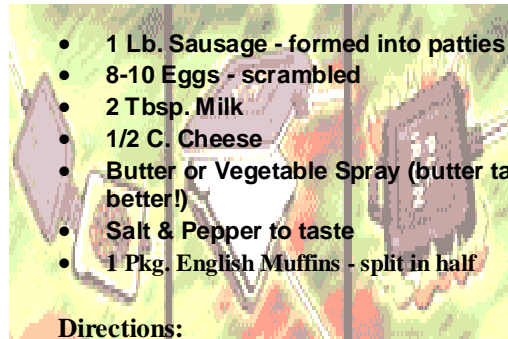 • 1 Lb. Sausage - formed into patties
• 8-10 Eggs - scrambled
• 2 Tbsp. Milk
• 1/2 C. Cheese
• Butter or Vegetable Spray (butter ta
better!)
• Salt & Pepper to taste
• 1 Pkg. English Muffins - split in half
Directions: